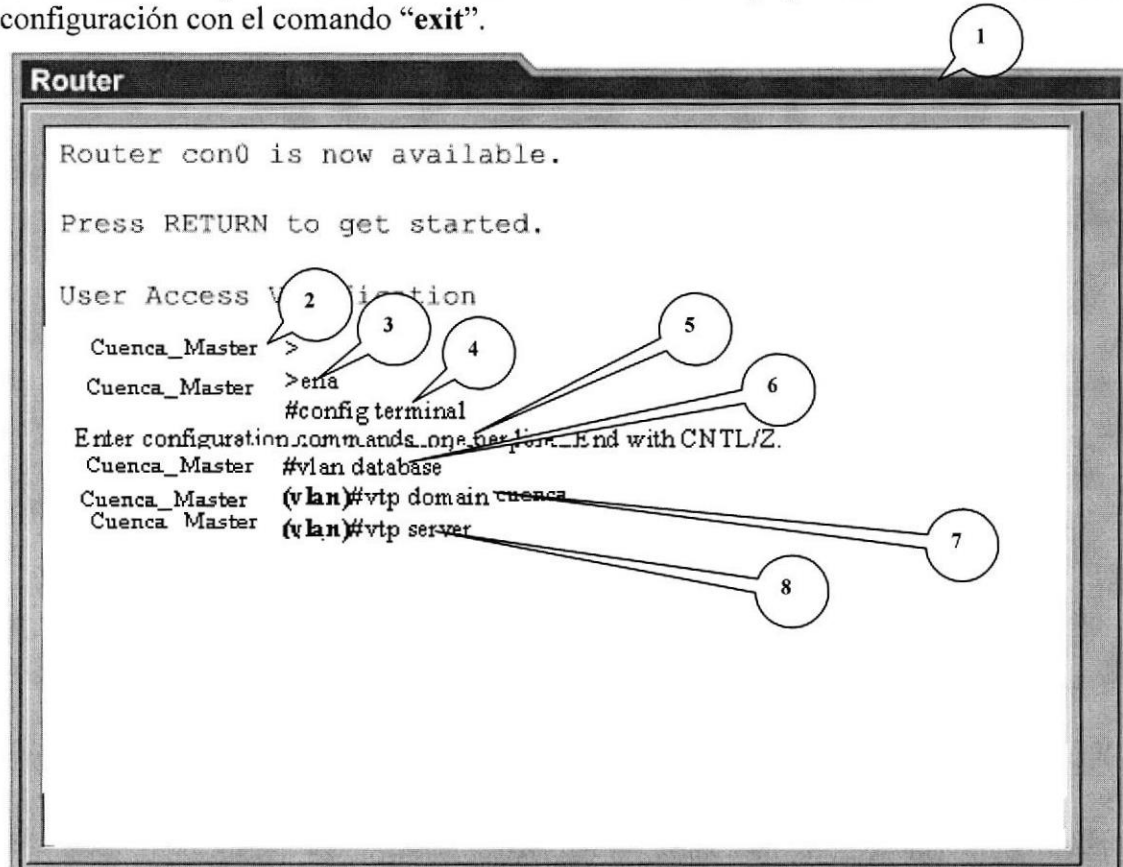 configuración con el comando “exit”.
1
Router
Router con0 is now available.
Press RETURN to get started.
User Access
2
3
4
5
6
Cuenca_Master >
Cuenca_Master >ena
#config terminal
Enter configuration commands, one per line. End with CNTL/Z.
Cuenca_Master #vlan database
Cuenca_Master (vlan)#vtp domain cuenca
Cuenca Master (vlan)#vtp server
7
8